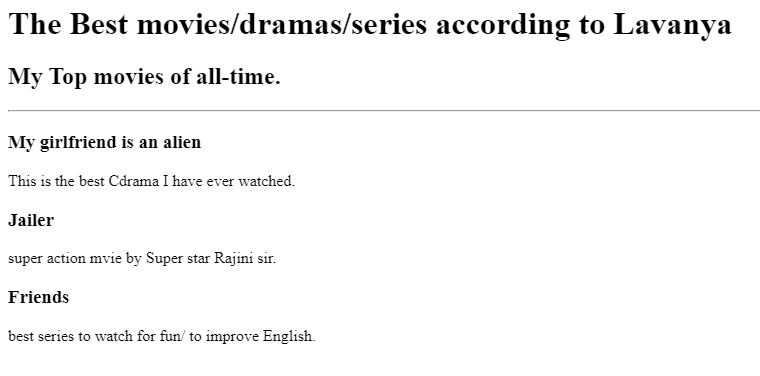 The Best movies/dramas/series according to Lavanya
My Top movies of all-time.
My girlfriend is an alien
This is the best Cdrama I have ever watched.
Jailer
super action mvie by Super star Rajini sir.
Friends
best series to watch for fun/ to improve English.